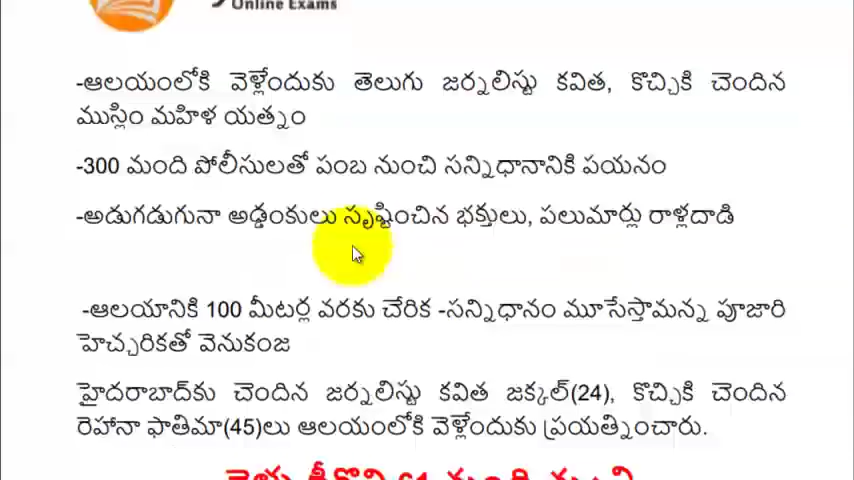 Online Exams
-ఆలయంలోకి వెళ్లేందుకు తెలుగు జర్నలిస్టు కవిత, కొచ్చికి చెందిన
ముస్లిం మహిళ యత్నం
-300 మంది పోలీసులతో పంబ నుంచి సన్నిధానానికి పయనం
-అడుగడుగునా అడ్డంకులు సృష్టించిన భక్తులు, పలుమార్లు రాళ్లదాడి
-ఆలయానికి 100 మీటర్ల వరకు చేరిక -సన్నిధానం మూసేస్తామన్న పూజారి
హెచ్చరికతో వెనుకంజ
హైదరాబాద్‌కు చెందిన జర్నలిస్టు కవిత జక్కల్(24), కొచ్చికి చెందిన
రెహానా ఫాతిమా(45)లు ఆలయంలోకి వెళ్లేందుకు ప్రయత్నించారు.